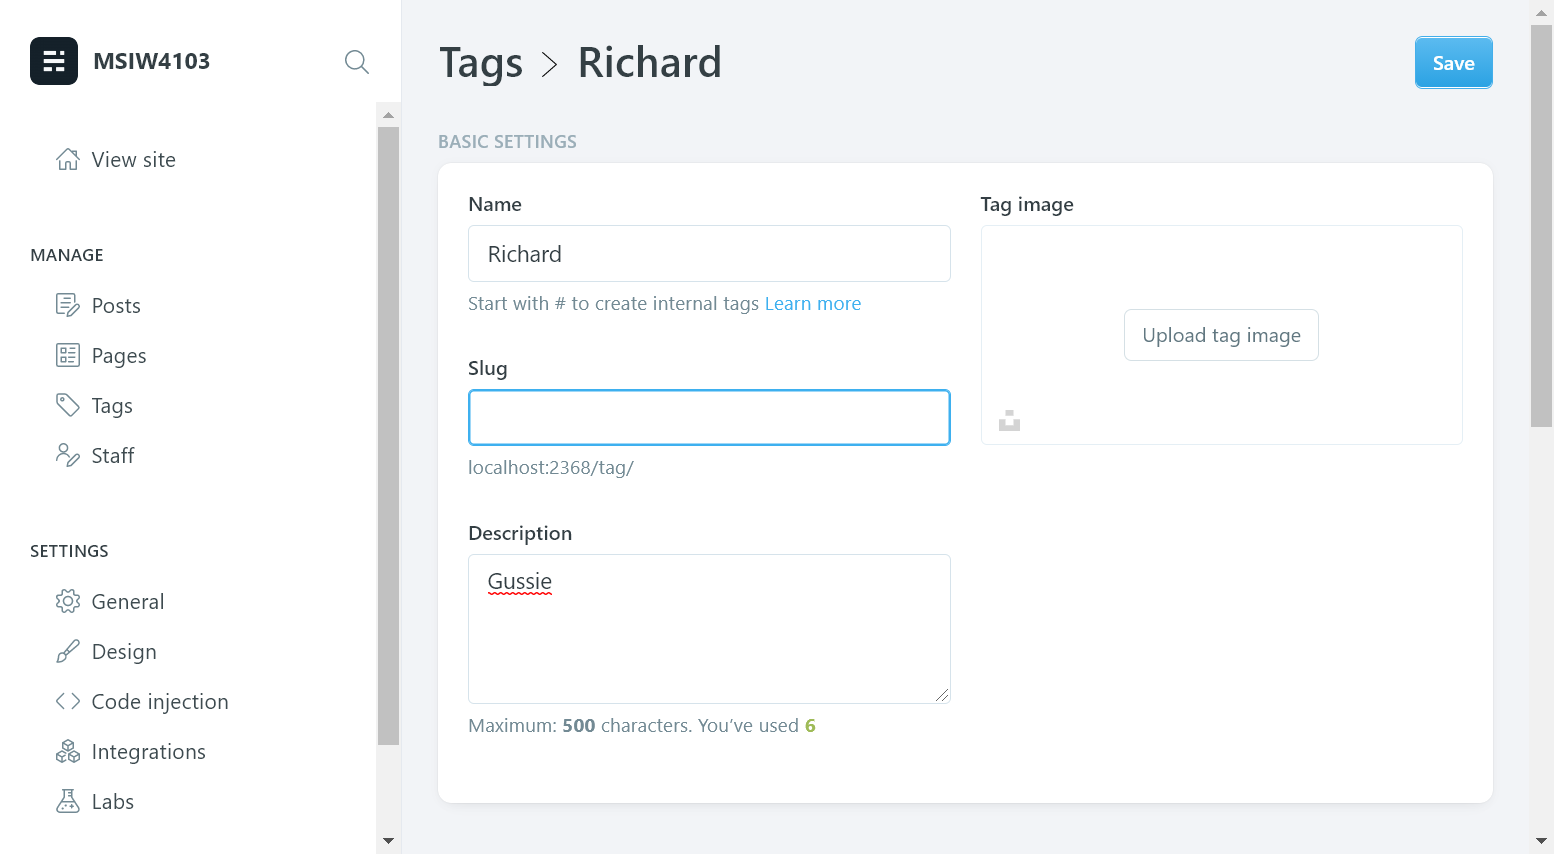 MSIW4103
View site
MANAGE
Posts
Pages
Tags
Staff
SETTINGS
General
Design
Code injection
Integrations
Labs
Tags > Richard
Save
BASIC SETTINGS
Name
Richard
Start with # to create internal tags Learn more
Slug
localhost:2368/tag/
Description
Gussie
Maximum: 500 characters. You’ve used 6
Tag image
Upload tag image